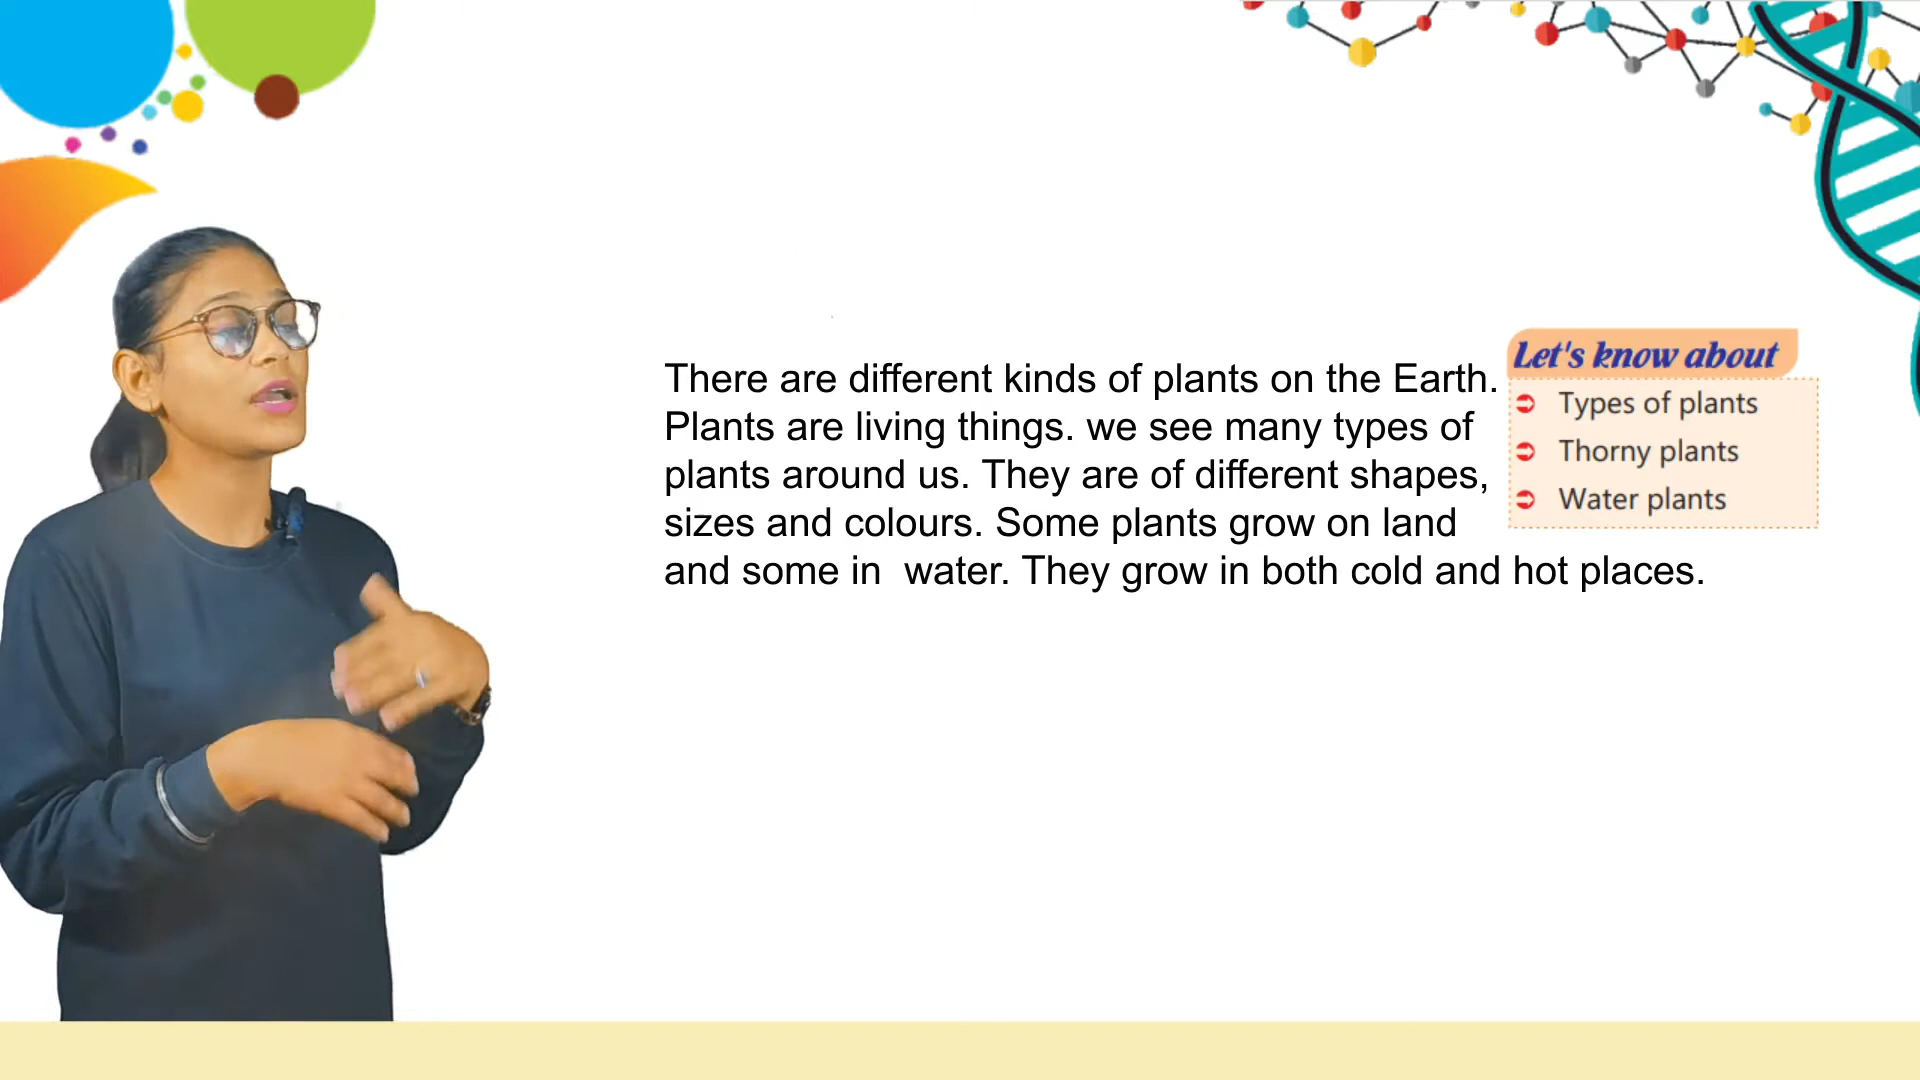 There are different kinds of plants on the Earth.
Plants are living things. we see many types of
plants around us. They are of different shapes,
sizes and colours. Some plants grow on land
and some in  water. They grow in both cold and hot places.
Let's know about
Types of plants
Thorny plants
Water plants